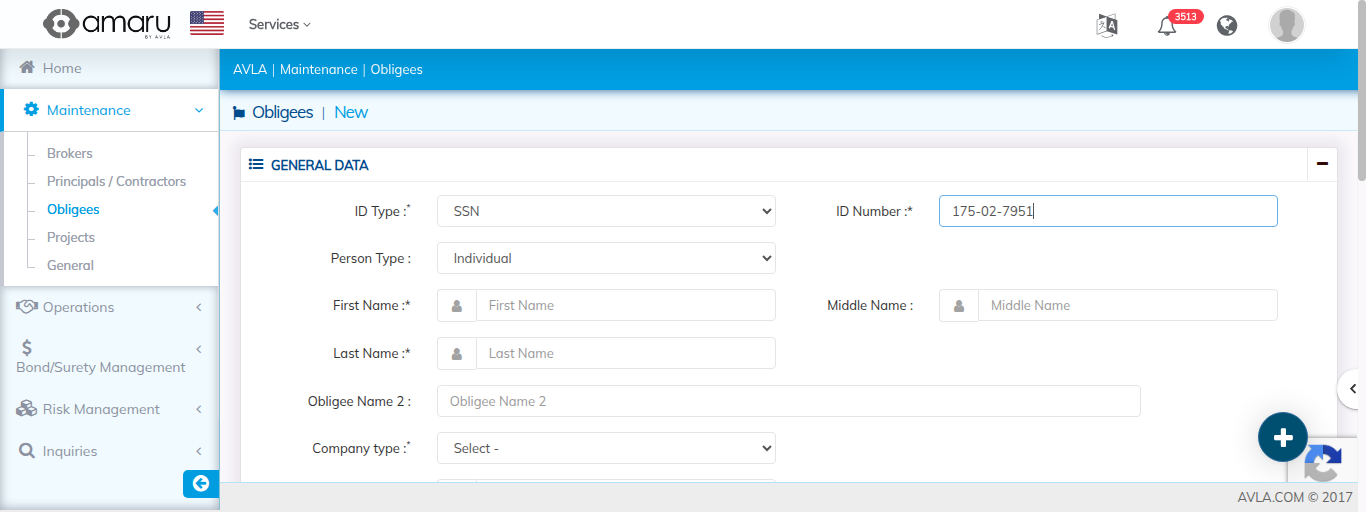 amaru
BY AVLA
Services
3513
Home
Maintenance
Brokers
Principals / Contractors
Obligees
Projects
General
Operations
Bond/Surety Management
Risk Management
Inquiries
AVLA | Maintenance | Obligees
Obligees | New
GENERAL DATA
ID Type :* SSN ID Number :* 175-02-7951
Person Type : Individual
First Name :* First Name Middle Name : Middle Name
Last Name :* Last Name
Obligee Name 2 : Obligee Name 2
Company type :* Select -
AVLA.COM © 2017